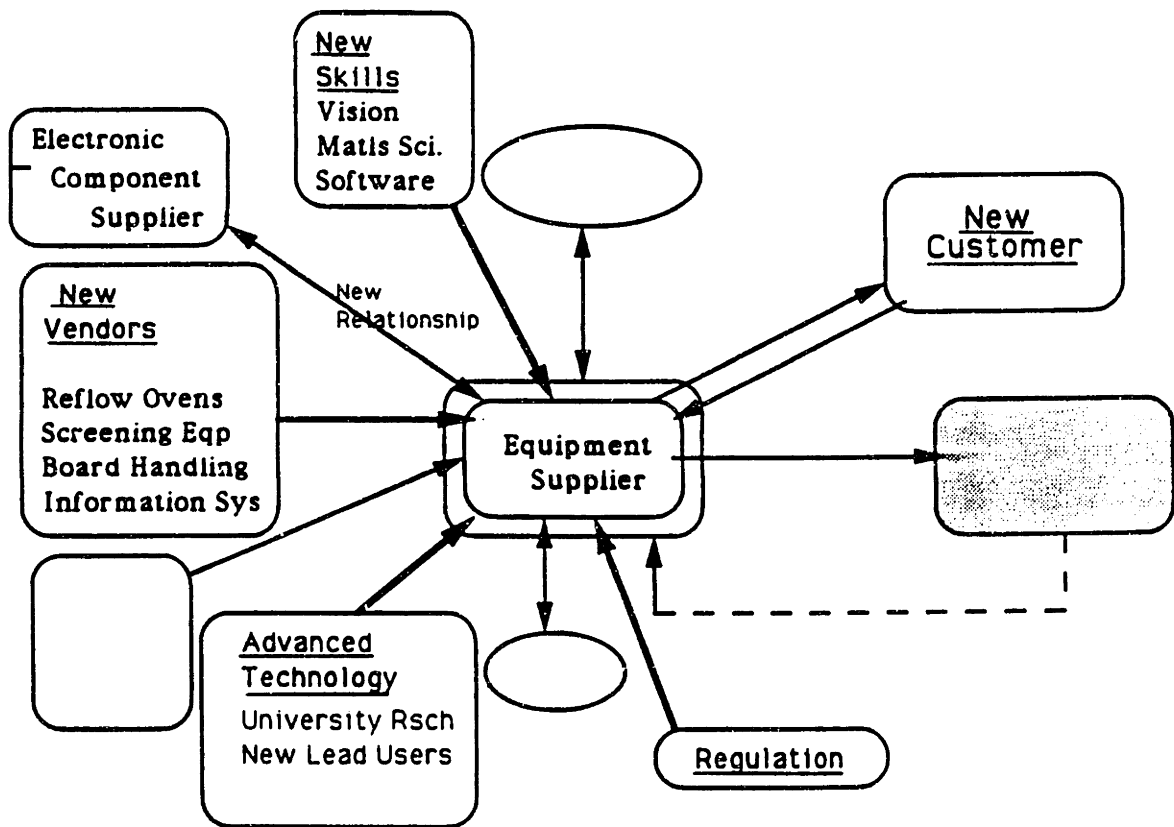 New
Skills
Vision
Matls Sci.
Software
Electronic
Component
Supplier
New
Customer
New
Vendors
New
Relationship
Reflow Ovens
Screening Eqp
Board Handling
Information Sys
Equipment
Supplier
Advanced
Technology
University Rsch
New Lead Users
Regulation